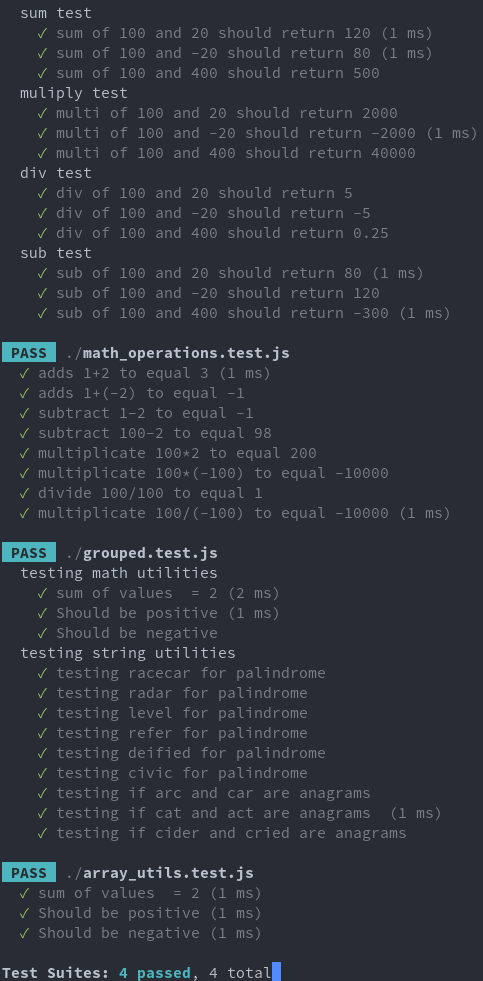 sum test
✓ sum of 100 and 20 should return 120 (1 ms)
✓ sum of 100 and -20 should return 80 (1 ms)
✓ sum of 100 and 400 should return 500
muliply test
✓ multi of 100 and 20 should return 2000
✓ multi of 100 and -20 should return -2000 (1 ms)
✓ multi of 100 and 400 should return 40000
div test
✓ div of 100 and 20 should return 5
✓ div of 100 and -20 should return -5
✓ div of 100 and 400 should return 0.25
sub test
✓ sub of 100 and 20 should return 80 (1 ms)
✓ sub of 100 and -20 should return 120
✓ sub of 100 and 400 should return -300 (1 ms)
PASS ./math_operations.test.js
✓ adds 1+2 to equal 3 (1 ms)
✓ adds 1+(-2) to equal -1
✓ subtract 1-2 to equal -1
✓ subtract 100-2 to equal 98
✓ multiplicate 100*2 to equal 200
✓ multiplicate 100*(-100) to equal -10000
✓ divide 100/100 to equal 1
✓ multiplicate 100/(-100) to equal -10000 (1 ms)
PASS ./grouped.test.js
testing math utilities
✓ sum of values  = 2 (2 ms)
✓ Should be positive (1 ms)
✓ Should be negative
testing string utilities
✓ testing racecar for palindrome
✓ testing radar for palindrome
✓ testing level for palindrome
✓ testing refer for palindrome
✓ testing deified for palindrome
✓ testing civic for palindrome
✓ testing if arc and car are anagrams
✓ testing if cat and act are anagrams  (1 ms)
✓ testing if cider and cried are anagrams
PASS ./array_utils.test.js
✓ sum of values  = 2 (1 ms)
✓ Should be positive (1 ms)
✓ Should be negative (1 ms)
Test Suites: 4 passed, 4 total